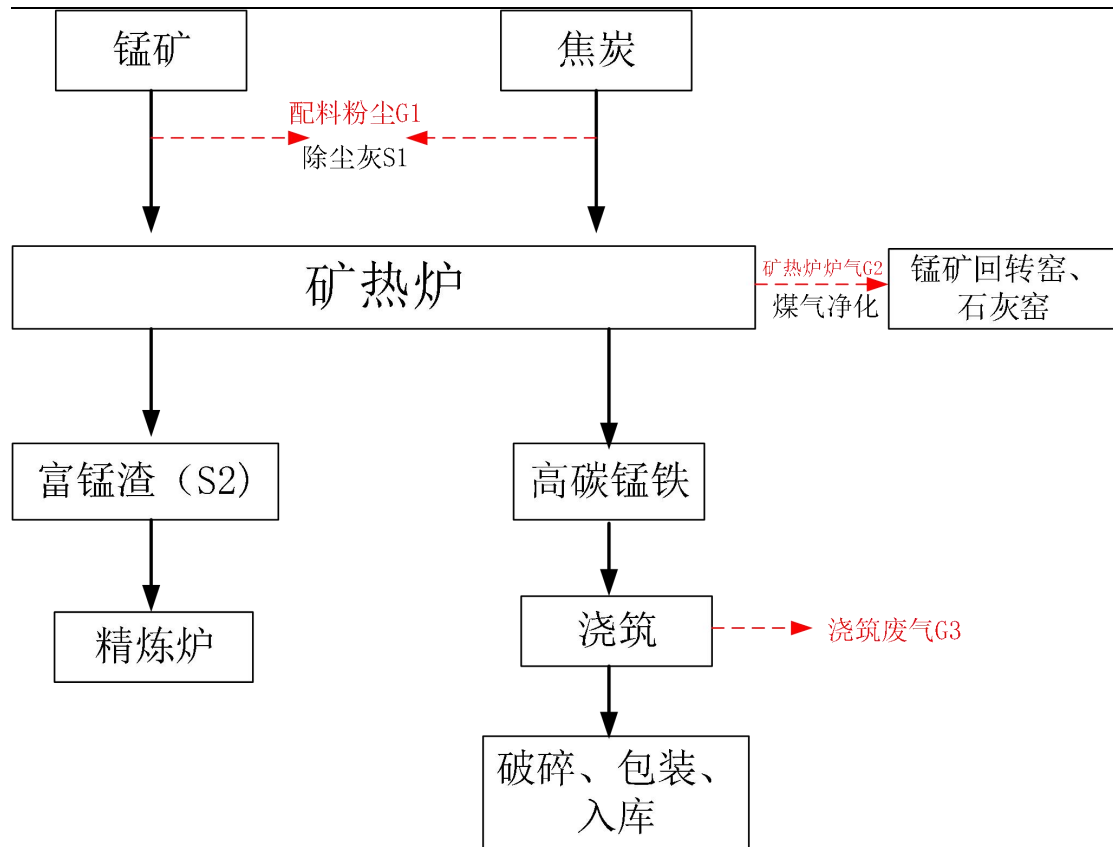 锰矿
焦炭
配料粉尘G1
除尘灰S1
矿热炉
矿热炉炉气G2
煤气净化
锰矿回转窑、
石灰窑
富锰渣（S2)
高碳锰铁
精炼炉
浇筑
浇筑废气G3
破碎、包装、
入库